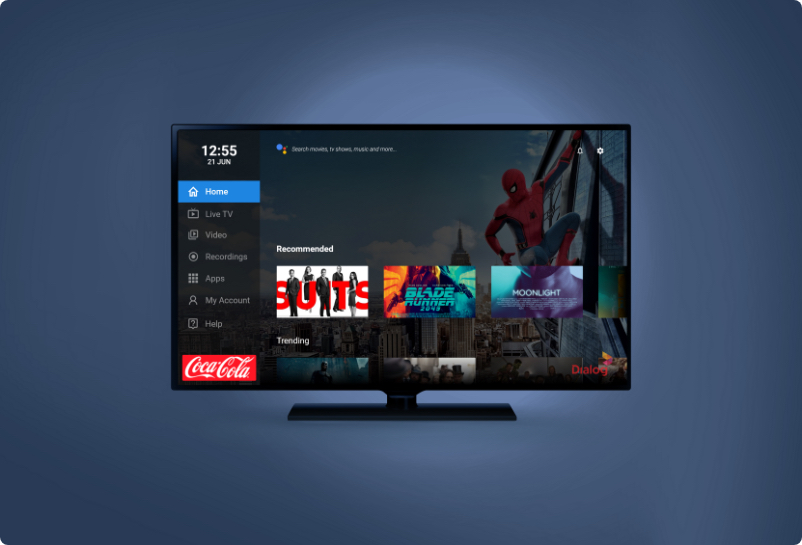 12:55
21 JUN
Search movies, tv shows, music and more...
Home
Live TV
Video
Recordings
Apps
My Account
Help
Coca-Cola
Recommended
SUITS
BLADE
RUNNER
2049
MOONLIGHT
Trending
Dialog